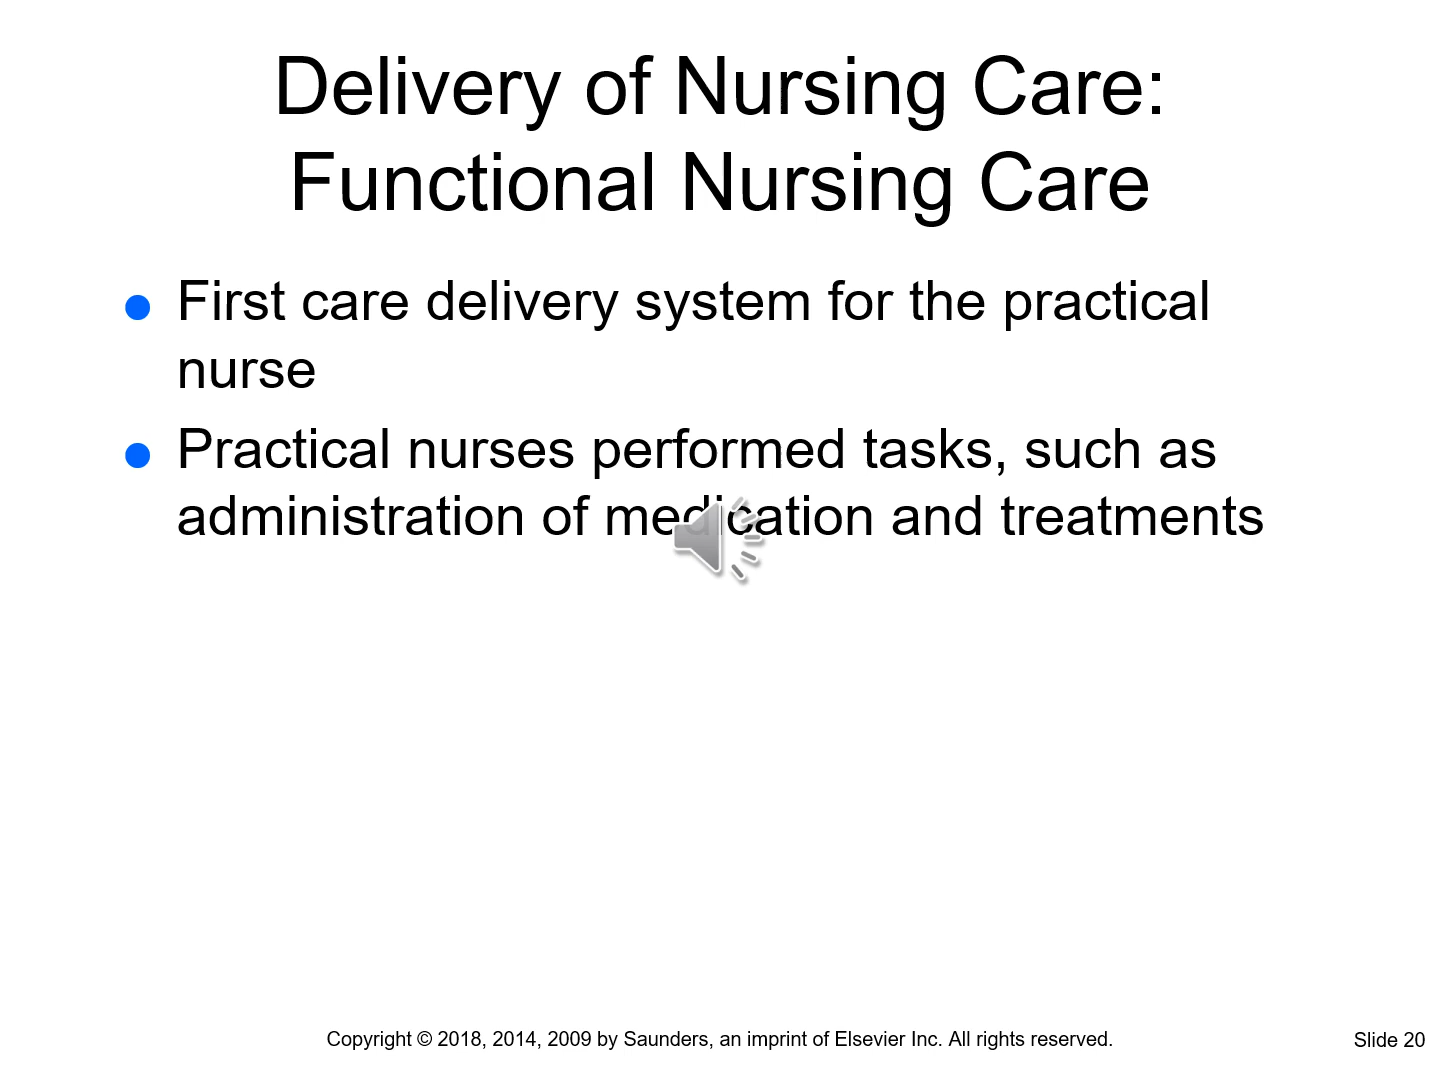 Delivery of Nursing Care:
Functional Nursing Care
● First care delivery system for the practical
nurse
● Practical nurses performed tasks, such as
administration of medication and treatments
Copyright © 2018, 2014, 2009 by Saunders, an imprint of Elsevier Inc. All rights reserved.
Slide 20